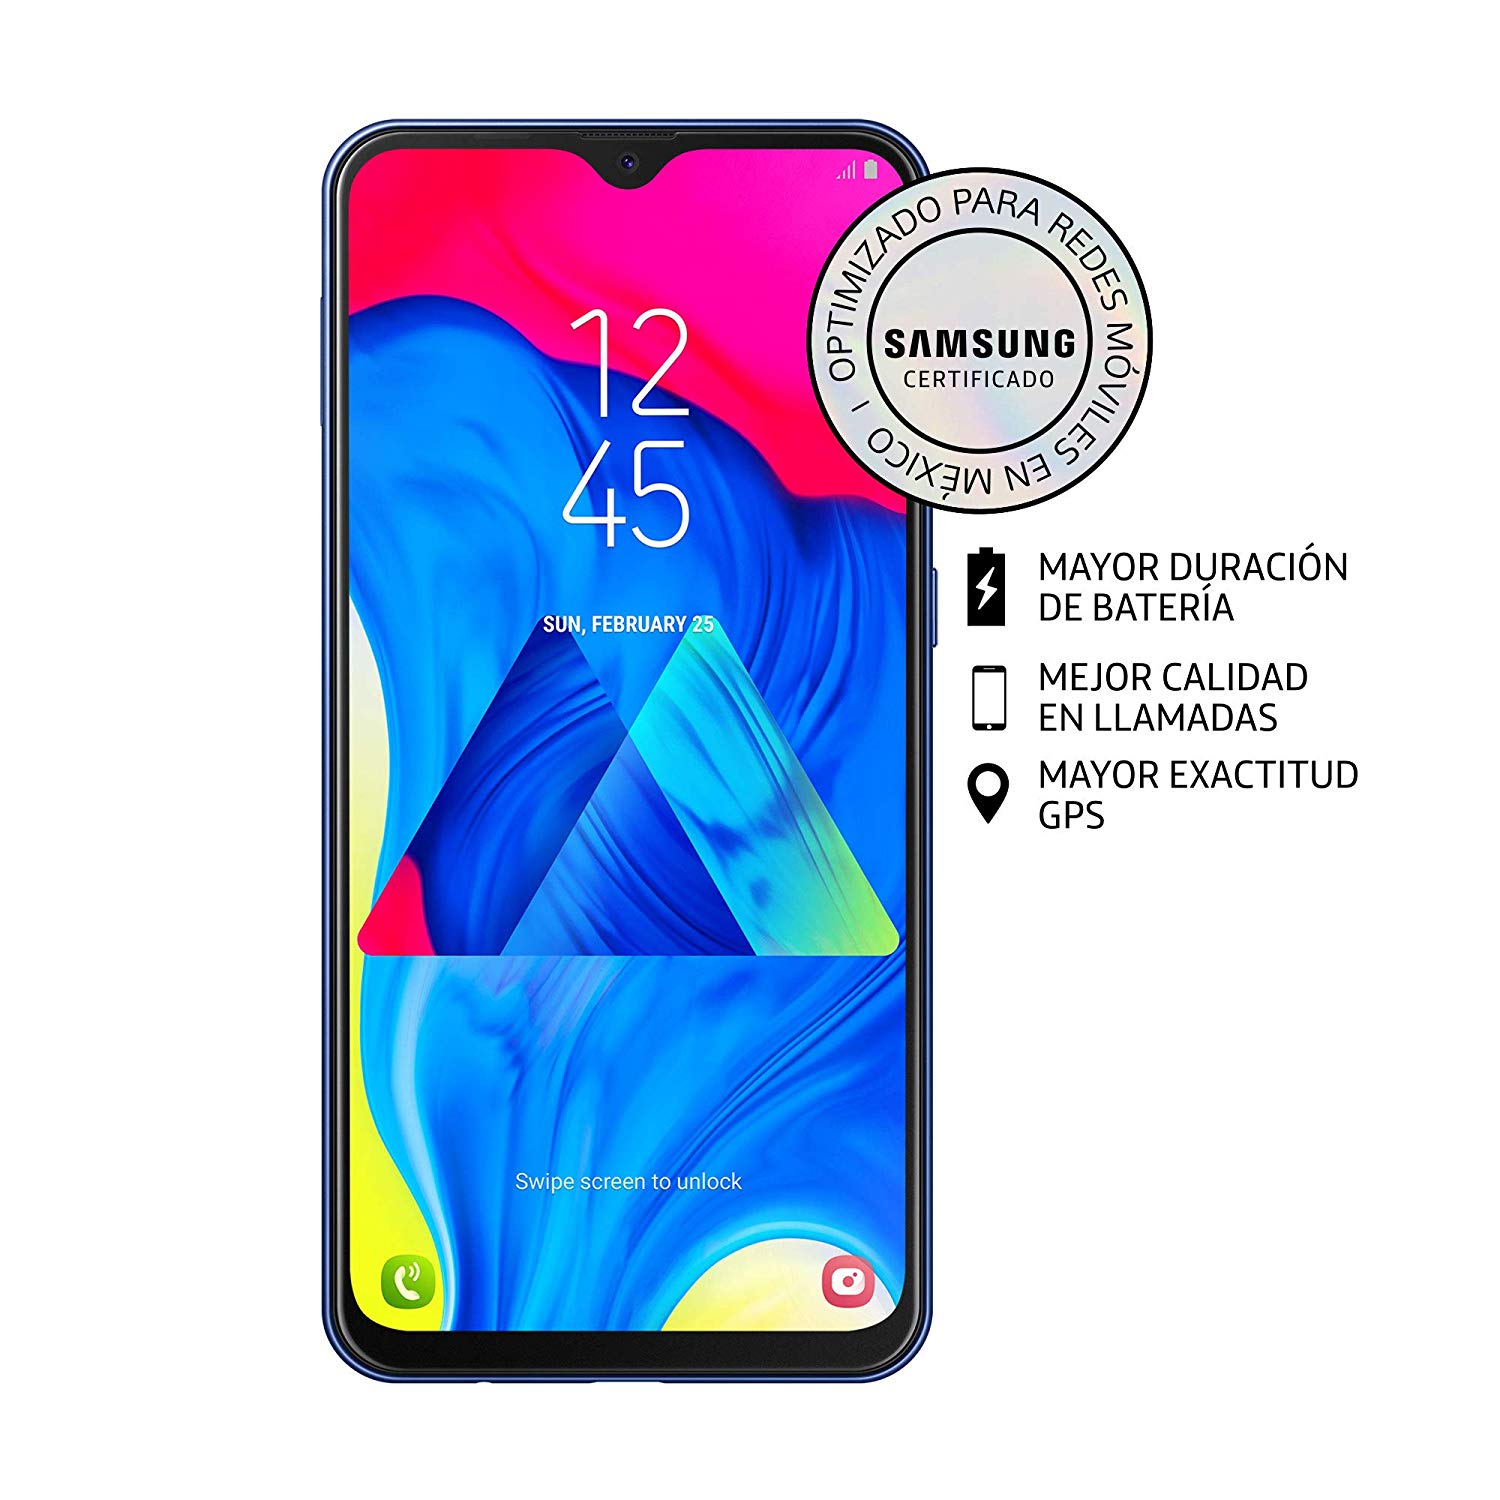 12
45
SUN, FEBRUARY 25
Swipe screen to unlock
OPTIMIZADO PARA REDES MÓVILES EN MÉXICO |
SAMSUNG
CERTIFICADO
MAYOR DURACIÓN
DE BATERÍA
MEJOR CALIDAD
EN LLAMADAS
MAYOR EXACTITUD
GPS